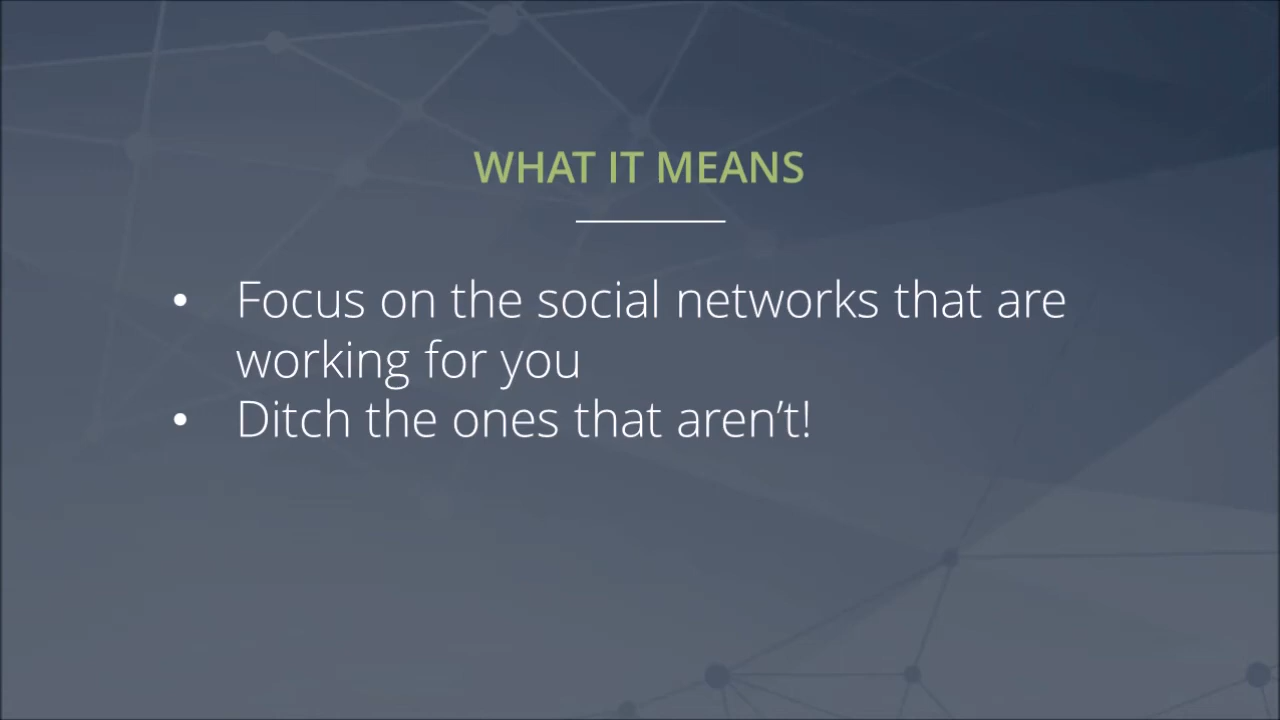 WHAT IT MEANS
• Focus on the social networks that are
working for you
• Ditch the ones that aren’t!